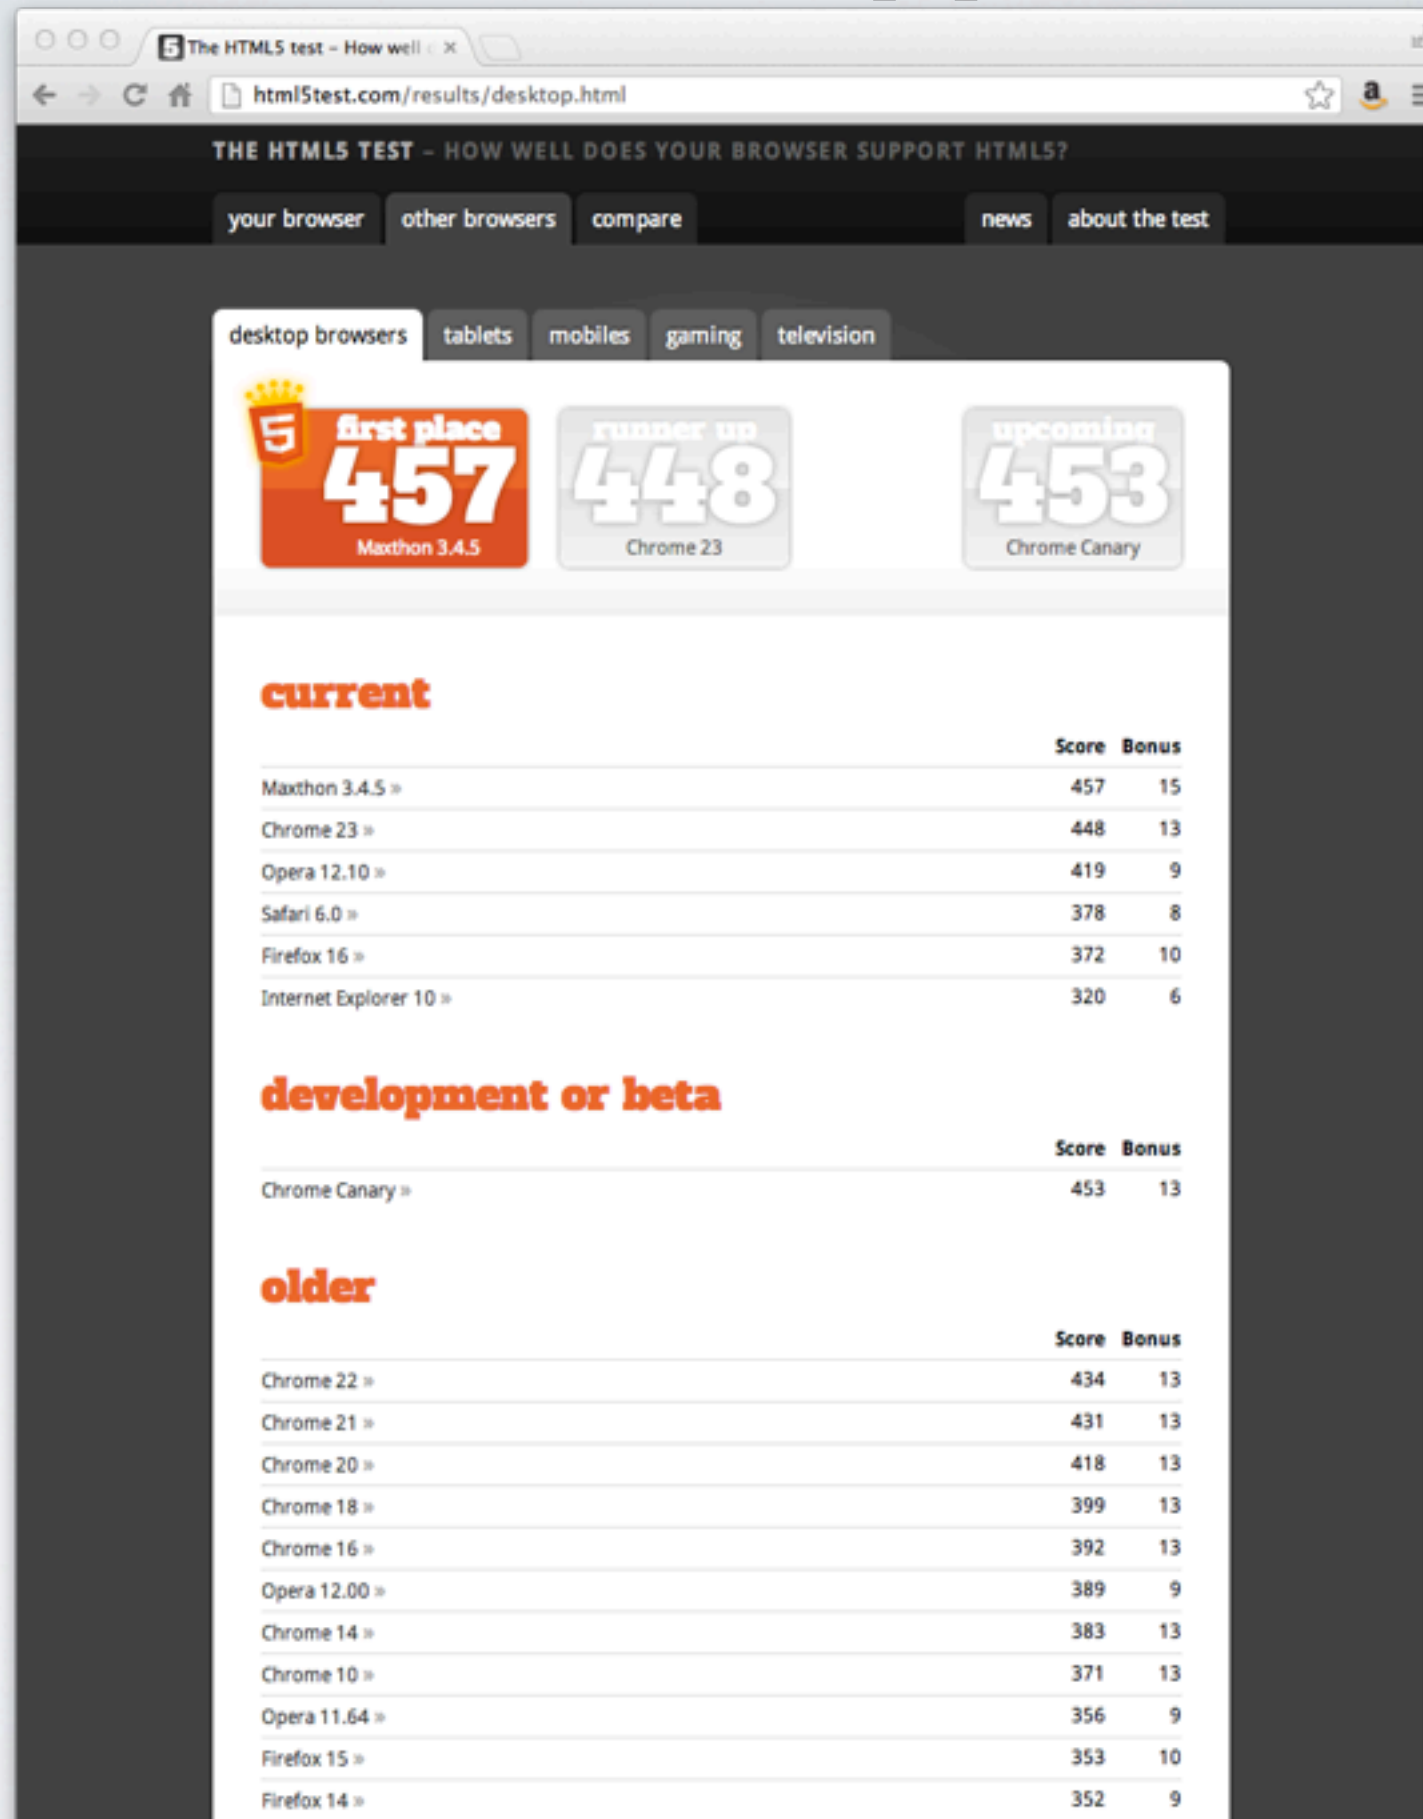 The HTML5 test – How well
html5test.com/results/desktop.html
THE HTML5 TEST – HOW WELL DOES YOUR BROWSER SUPPORT HTML5?
your browser other browsers compare news about the test
desktop browsers tablets mobiles gaming television
first place runner up upcoming
457 448 453
Maxthon 3.4.5 Chrome 23 Chrome Canary
current
Score Bonus
Maxthon 3.4.5 » 457 15
Chrome 23 » 448 13
Opera 12.10 » 419 9
Safari 6.0 » 378 8
Firefox 16 » 372 10
Internet Explorer 10 » 320 6
development or beta
Score Bonus
Chrome Canary » 453 13
older
Score Bonus
Chrome 22 » 434 13
Chrome 21 » 431 13
Chrome 20 » 418 13
Chrome 18 » 399 13
Chrome 16 » 392 13
Opera 12.00 » 389 9
Chrome 14 » 383 13
Chrome 10 » 371 13
Opera 11.64 » 356 9
Firefox 15 » 353 10
Firefox 14 » 352 9